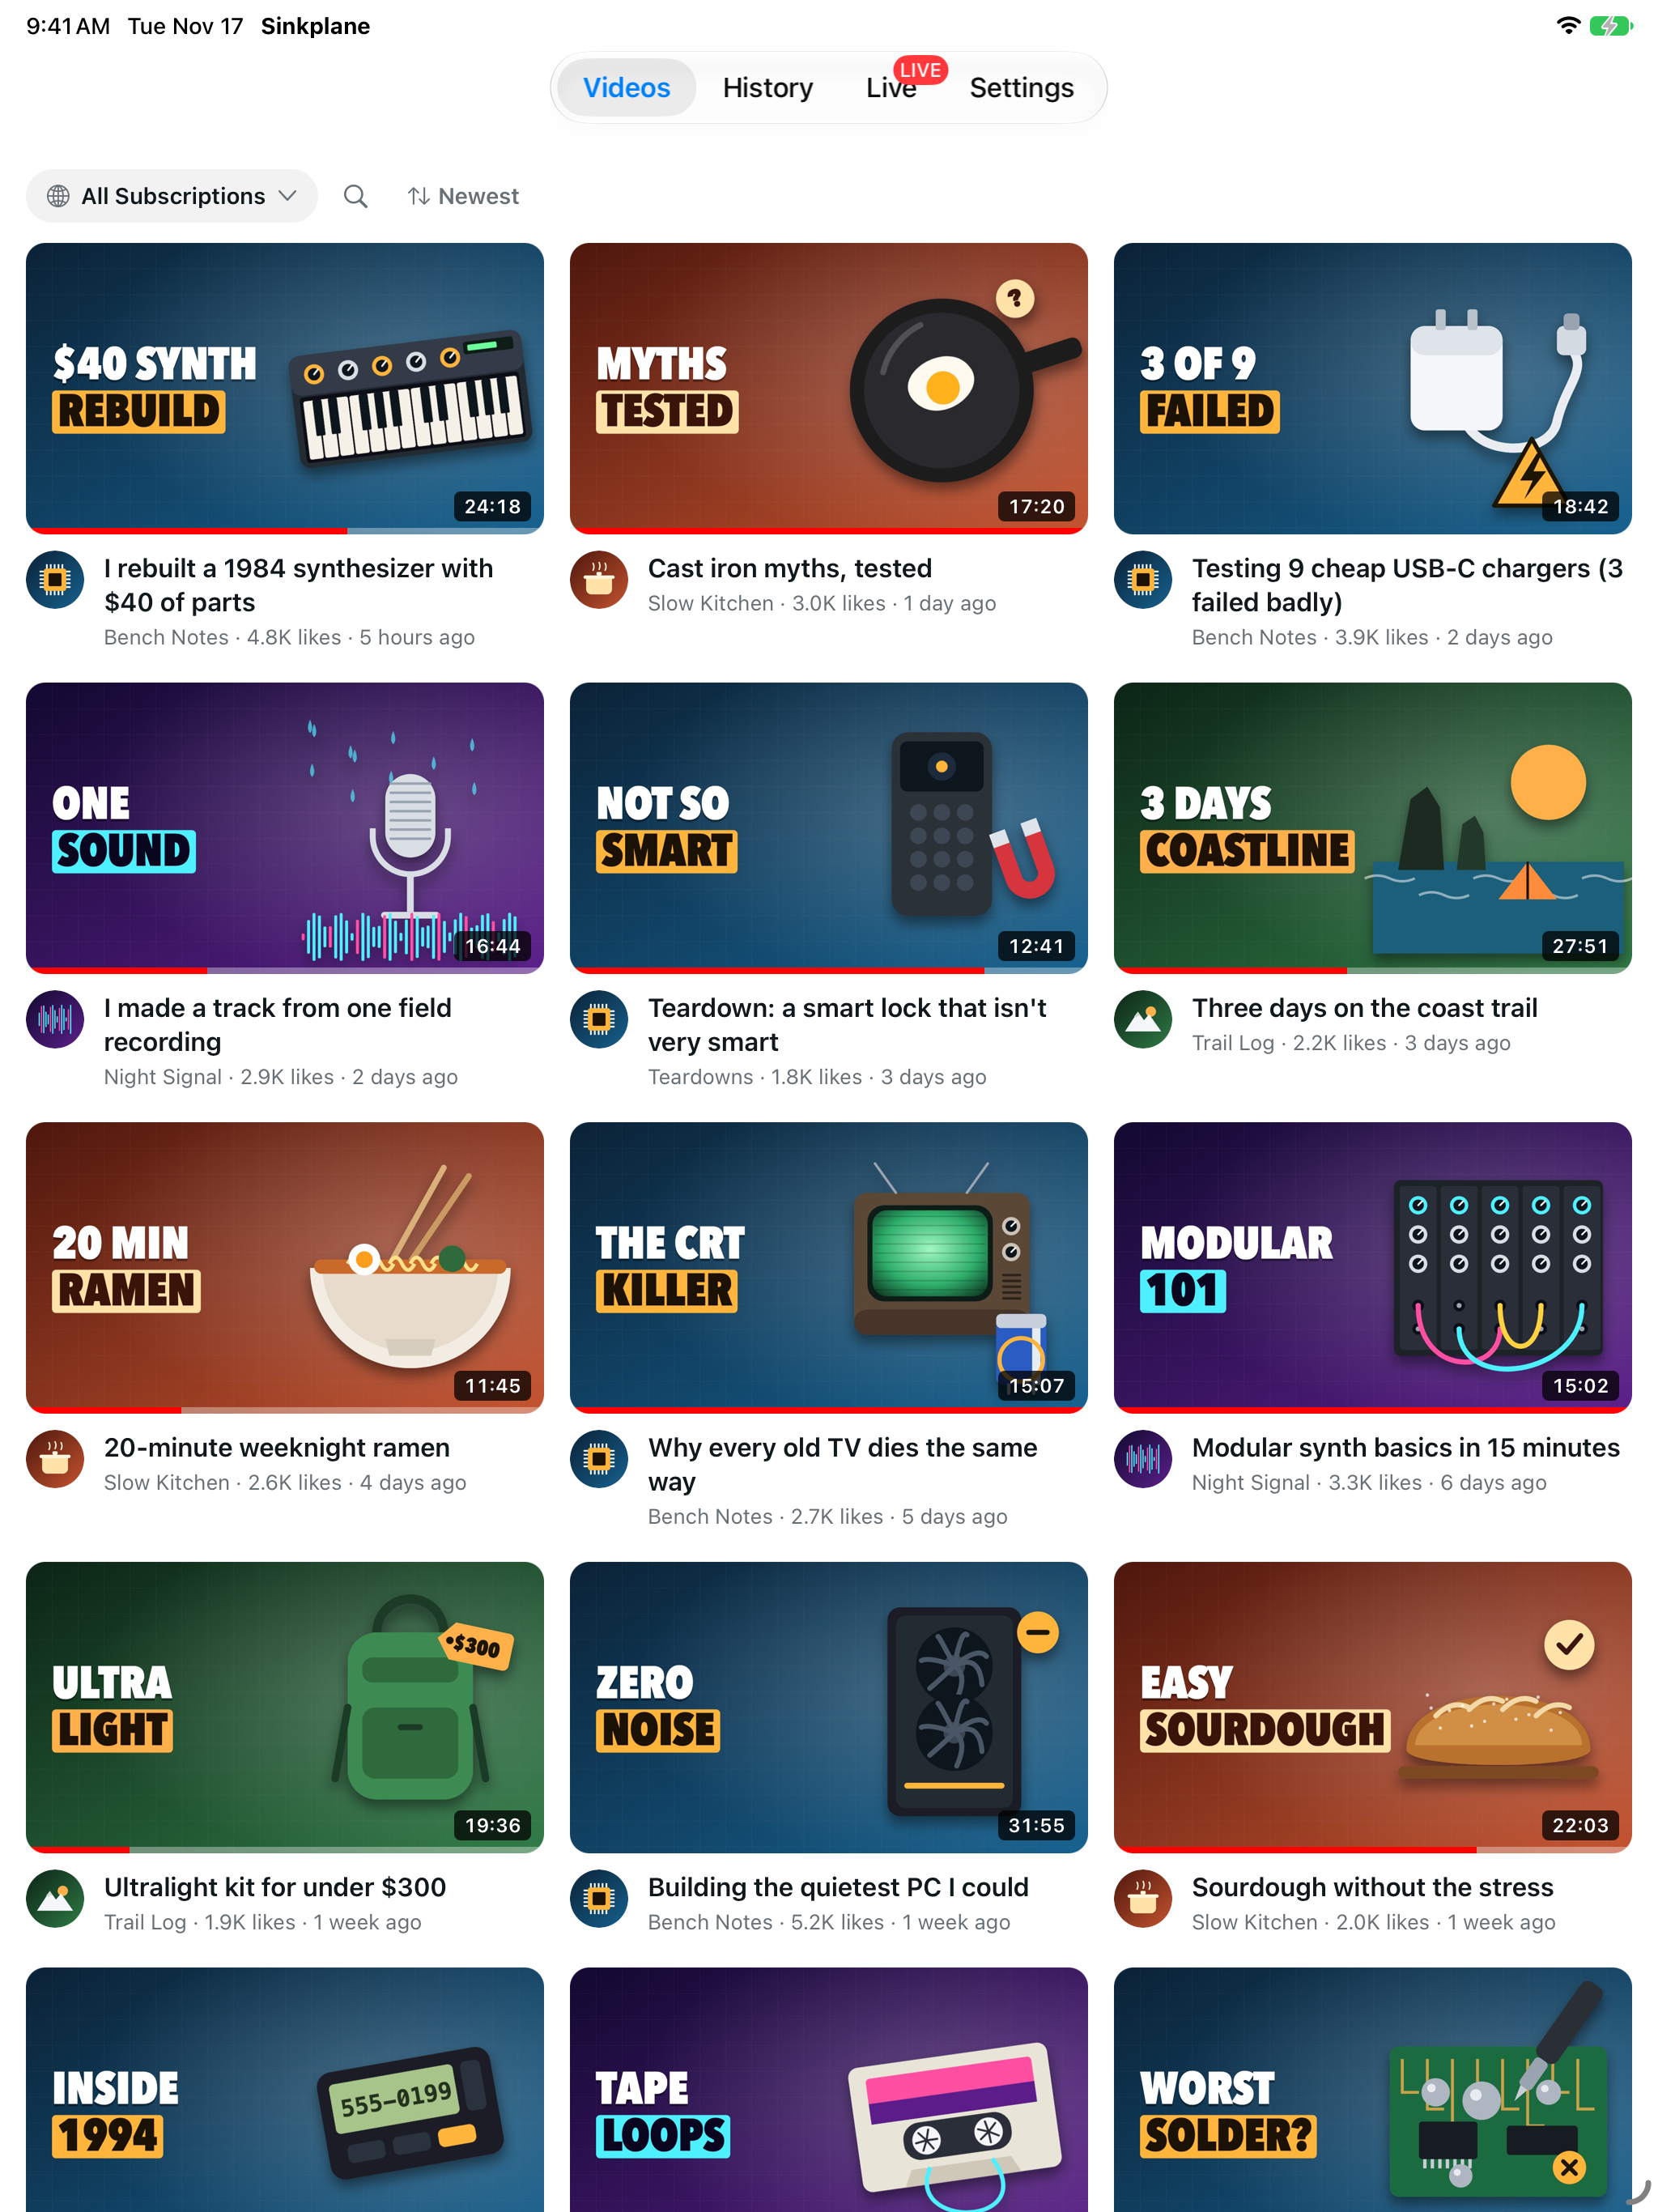 9:41 AM Tue Nov 17 Sinkplane
Videos History Live LIVE Settings
All Subscriptions Newest
$40 SYNTH
REBUILD
24:18
I rebuilt a 1984 synthesizer with
$40 of parts
Bench Notes · 4.8K likes · 5 hours ago
MYTHS
TESTED
?
17:20
Cast iron myths, tested
Slow Kitchen · 3.0K likes · 1 day ago
3 OF 9
FAILED
18:42
Testing 9 cheap USB-C chargers (3
failed badly)
Bench Notes · 3.9K likes · 2 days ago
ONE
SOUND
16:44
I made a track from one field
recording
Night Signal · 2.9K likes · 2 days ago
NOT SO
SMART
12:41
Teardown: a smart lock that isn't
very smart
Teardowns · 1.8K likes · 3 days ago
3 DAYS
COASTLINE
27:51
Three days on the coast trail
Trail Log · 2.2K likes · 3 days ago
20 MIN
RAMEN
11:45
20-minute weeknight ramen
Slow Kitchen · 2.6K likes · 4 days ago
THE CRT
KILLER
15:07
Why every old TV dies the same
way
Bench Notes · 2.7K likes · 5 days ago
MODULAR
101
15:02
Modular synth basics in 15 minutes
Night Signal · 3.3K likes · 6 days ago
ULTRA
LIGHT
$300
19:36
Ultralight kit for under $300
Trail Log · 1.9K likes · 1 week ago
ZERO
NOISE
31:55
Building the quietest PC I could
Bench Notes · 5.2K likes · 1 week ago
EASY
SOURDOUGH
22:03
Sourdough without the stress
Slow Kitchen · 2.0K likes · 1 week ago
INSIDE
1994
555-0199
TAPE
LOOPS
WORST
SOLDER?